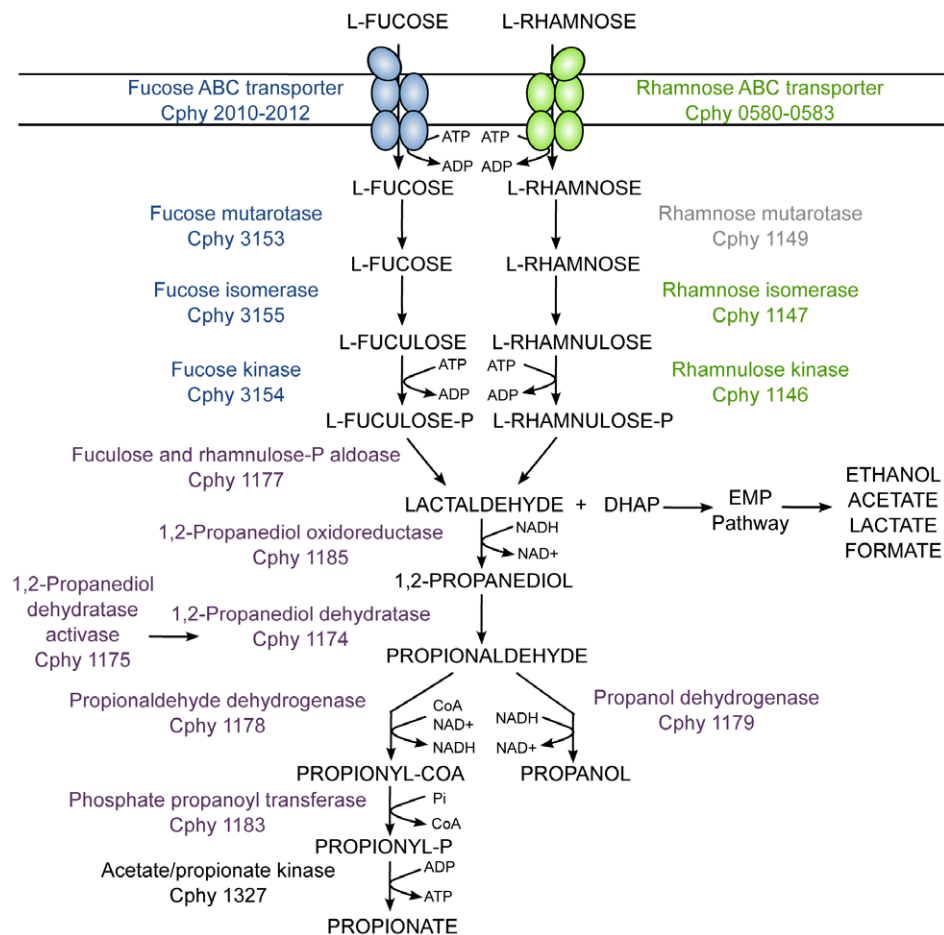 L-FUCOSE
L-RHAMNOSE
Fucose ABC transporter
Cphy 2010-2012
Rhamnose ABC transporter
Cphy 0580-0583
ATP
ATP
ADP
ADP
L-FUCOSE
L-RHAMNOSE
Fucose mutarotase
Cphy 3153
Rhamnose mutarotase
Cphy 1149
L-FUCOSE
L-RHAMNOSE
Fucose isomerase
Cphy 3155
Rhamnose isomerase
Cphy 1147
L-FUCULOSE
L-RHAMNULOSE
Fucose kinase
Cphy 3154
ATP
ADP
ATP
ADP
Rhamnulose kinase
Cphy 1146
L-FUCULOSE-P
L-RHAMNULOSE-P
Fuculose and rhamnulose-P aldoase
Cphy 1177
LACTALDEHYDE + DHAP
EMP
Pathway
ETHANOL
ACETATE
LACTATE
FORMATE
1,2-Propanediol oxidoreductase
Cphy 1185
NADH
NAD+
1,2-PROPANEDIOL
1,2-Propanediol
dehydratase
activase
Cphy 1175
1,2-Propanediol dehydratase
Cphy 1174
PROPIONALDEHYDE
Propionaldehyde dehydrogenase
Cphy 1178
CoA
NAD+
NADH
NADH
NAD+
Propanol dehydrogenase
Cphy 1179
PROPIONYL-COA
PROPANOL
Phosphate propanoyl transferase
Cphy 1183
Pi
CoA
PROPIONYL-P
Acetate/propionate kinase
Cphy 1327
ADP
ATP
PROPIONATE